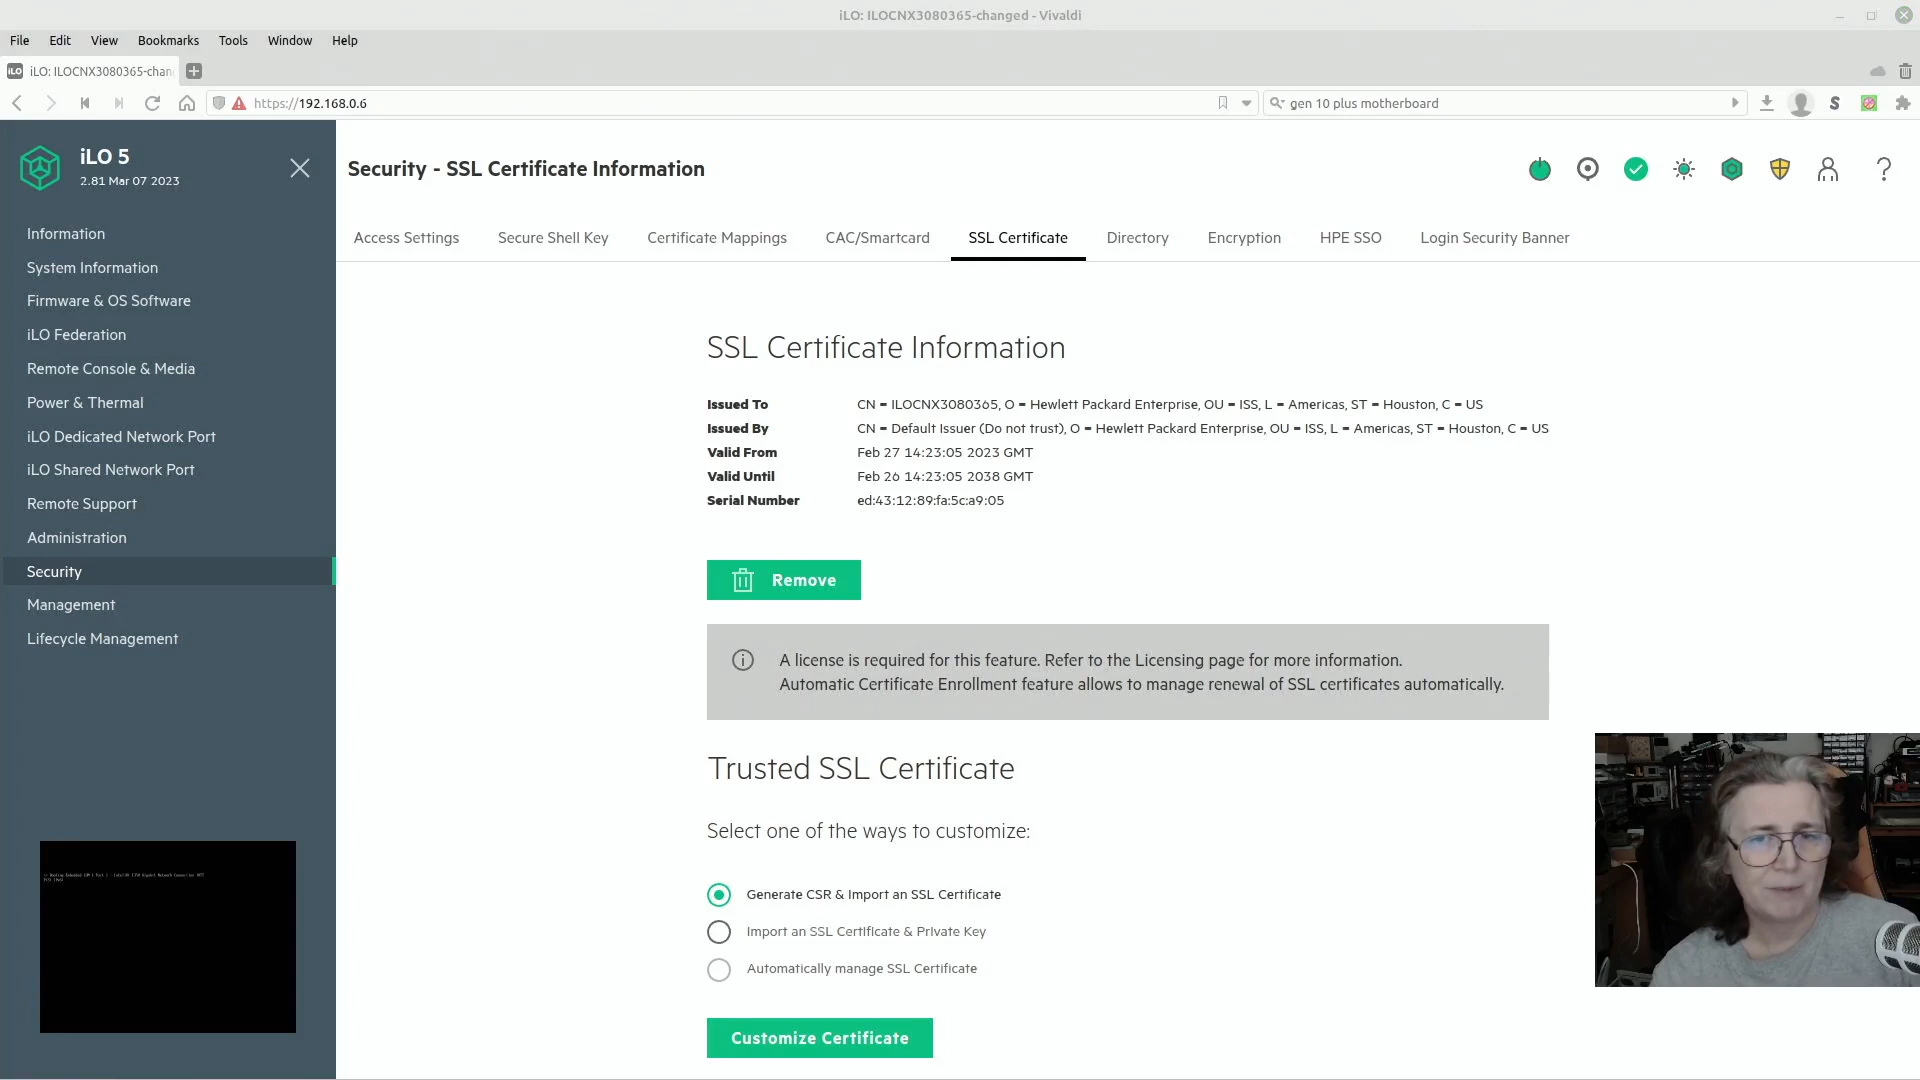 iLO: ILOCNX3080365-changed - Vivaldi
File Edit View Bookmarks Tools Window Help
iLO iLO: ILOCNX3080365-chan
https://192.168.0.6
gen 10 plus motherboard
iLO 5
2.81 Mar 07 2023
Security - SSL Certificate Information
Information
System Information
Firmware & OS Software
iLO Federation
Remote Console & Media
Power & Thermal
iLO Dedicated Network Port
iLO Shared Network Port
Remote Support
Administration
Security
Management
Lifecycle Management
Access Settings Secure Shell Key Certificate Mappings CAC/Smartcard SSL Certificate Directory Encryption HPE SSO Login Security Banner
SSL Certificate Information
Issued To CN = ILOCNX3080365, O = Hewlett Packard Enterprise, OU = ISS, L = Americas, ST = Houston, C = US
Issued By CN = Default Issuer (Do not trust), O = Hewlett Packard Enterprise, OU = ISS, L = Americas, ST = Houston, C = US
Valid From Feb 27 14:23:05 2023 GMT
Valid Until Feb 26 14:23:05 2038 GMT
Serial Number ed:43:12:89:fa:5c:a9:05
Remove
A license is required for this feature. Refer to the Licensing page for more information.
Automatic Certificate Enrollment feature allows to manage renewal of SSL certificates automatically.
Trusted SSL Certificate
Select one of the ways to customize:
Generate CSR & Import an SSL Certificate
Import an SSL Certificate & Private Key
Automatically manage SSL Certificate
Customize Certificate